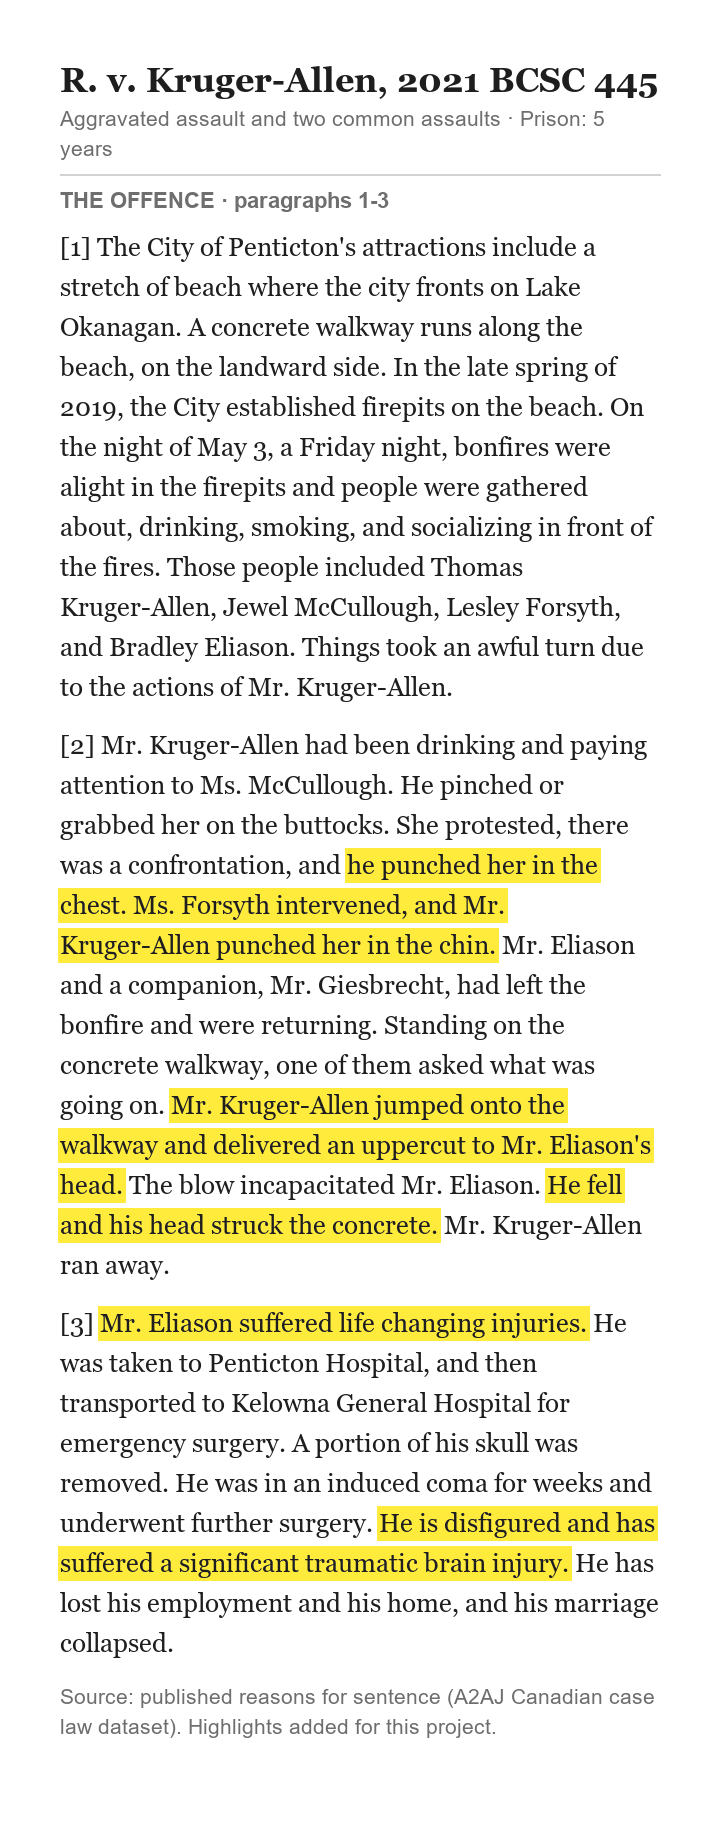 R. v. Kruger-Allen, 2021 BCSC 445
Aggravated assault and two common assaults · Prison: 5
years
THE OFFENCE · paragraphs 1-3
[1] The City of Penticton's attractions include a
stretch of beach where the city fronts on Lake
Okanagan. A concrete walkway runs along the
beach, on the landward side. In the late spring of
2019, the City established firepits on the beach. On
the night of May 3, a Friday night, bonfires were
alight in the firepits and people were gathered
about, drinking, smoking, and socializing in front of
the fires. Those people included Thomas
Kruger-Allen, Jewel McCullough, Lesley Forsyth,
and Bradley Eliason. Things took an awful turn due
to the actions of Mr. Kruger-Allen.
[2] Mr. Kruger-Allen had been drinking and paying
attention to Ms. McCullough. He pinched or
grabbed her on the buttocks. She protested, there
was a confrontation, and he punched her in the
chest. Ms. Forsyth intervened, and Mr.
Kruger-Allen punched her in the chin. Mr. Eliason
and a companion, Mr. Giesbrecht, had left the
bonfire and were returning. Standing on the
concrete walkway, one of them asked what was
going on. Mr. Kruger-Allen jumped onto the
walkway and delivered an uppercut to Mr. Eliason's
head. The blow incapacitated Mr. Eliason. He fell
and his head struck the concrete. Mr. Kruger-Allen
ran away.
[3] Mr. Eliason suffered life changing injuries. He
was taken to Penticton Hospital, and then
transported to Kelowna General Hospital for
emergency surgery. A portion of his skull was
removed. He was in an induced coma for weeks and
underwent further surgery. He is disfigured and has
suffered a significant traumatic brain injury. He has
lost his employment and his home, and his marriage
collapsed.
Source: published reasons for sentence (A2AJ Canadian case
law dataset). Highlights added for this project.